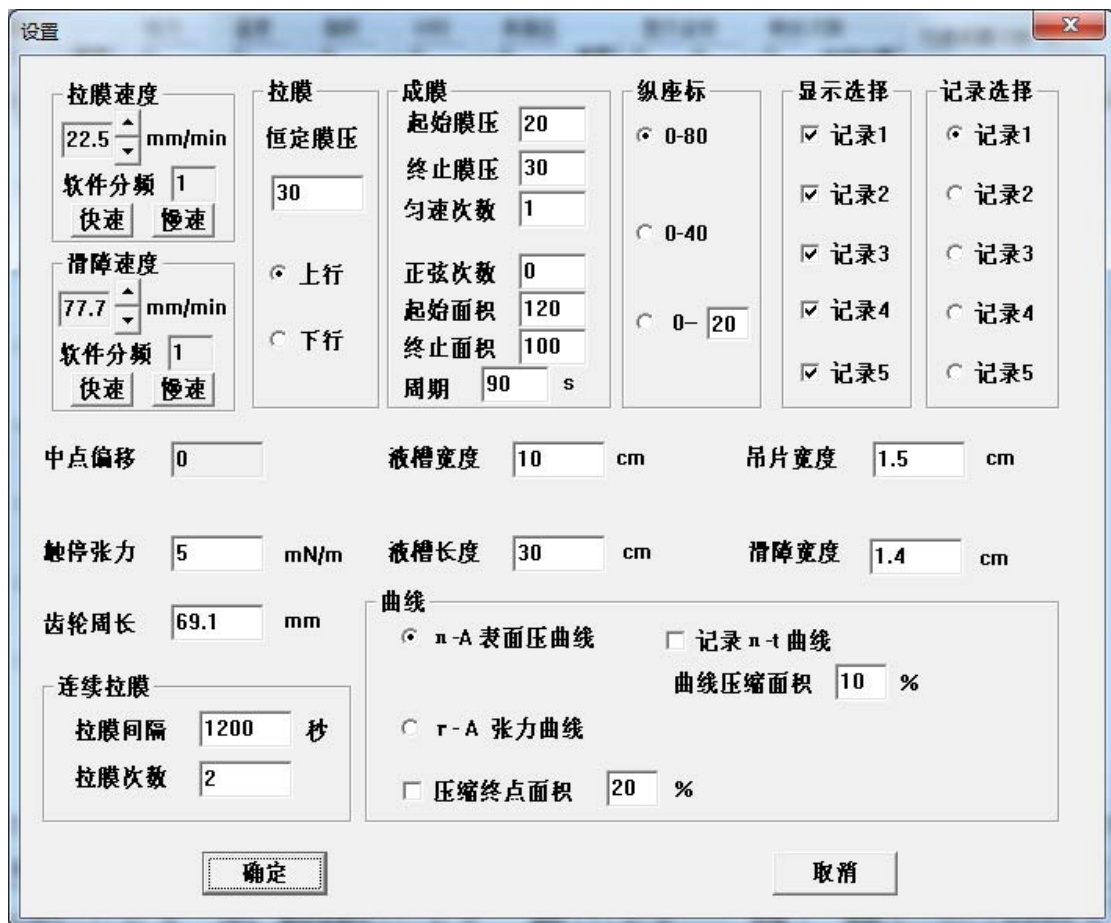 设置
拉膜速度
22.5 mm/min
软件分频 1
快速 慢速
滑障速度
77.7 mm/min
软件分频 1
快速 慢速
拉膜
恒定膜压
30
上行
下行
成膜
起始膜压 20
终止膜压 30
匀速次数 1
正弦次数 0
起始面积 120
终止面积 100
周期 90 s
纵座标
0-80
0-40
0- 20
显示选择
记录1
记录2
记录3
记录4
记录5
记录选择
记录1
记录2
记录3
记录4
记录5
中点偏移 0
液槽宽度 10 cm
吊片宽度 1.5 cm
触停张力 5 mN/m
液槽长度 30 cm
滑障宽度 1.4 cm
齿轮周长 69.1 mm
连续拉膜
拉膜间隔 1200 秒
拉膜次数 2
曲线
π-A 表面压曲线
记录 π-t 曲线
曲线压缩面积 10 %
r-A 张力曲线
压缩终点面积 20 %
确定
取消